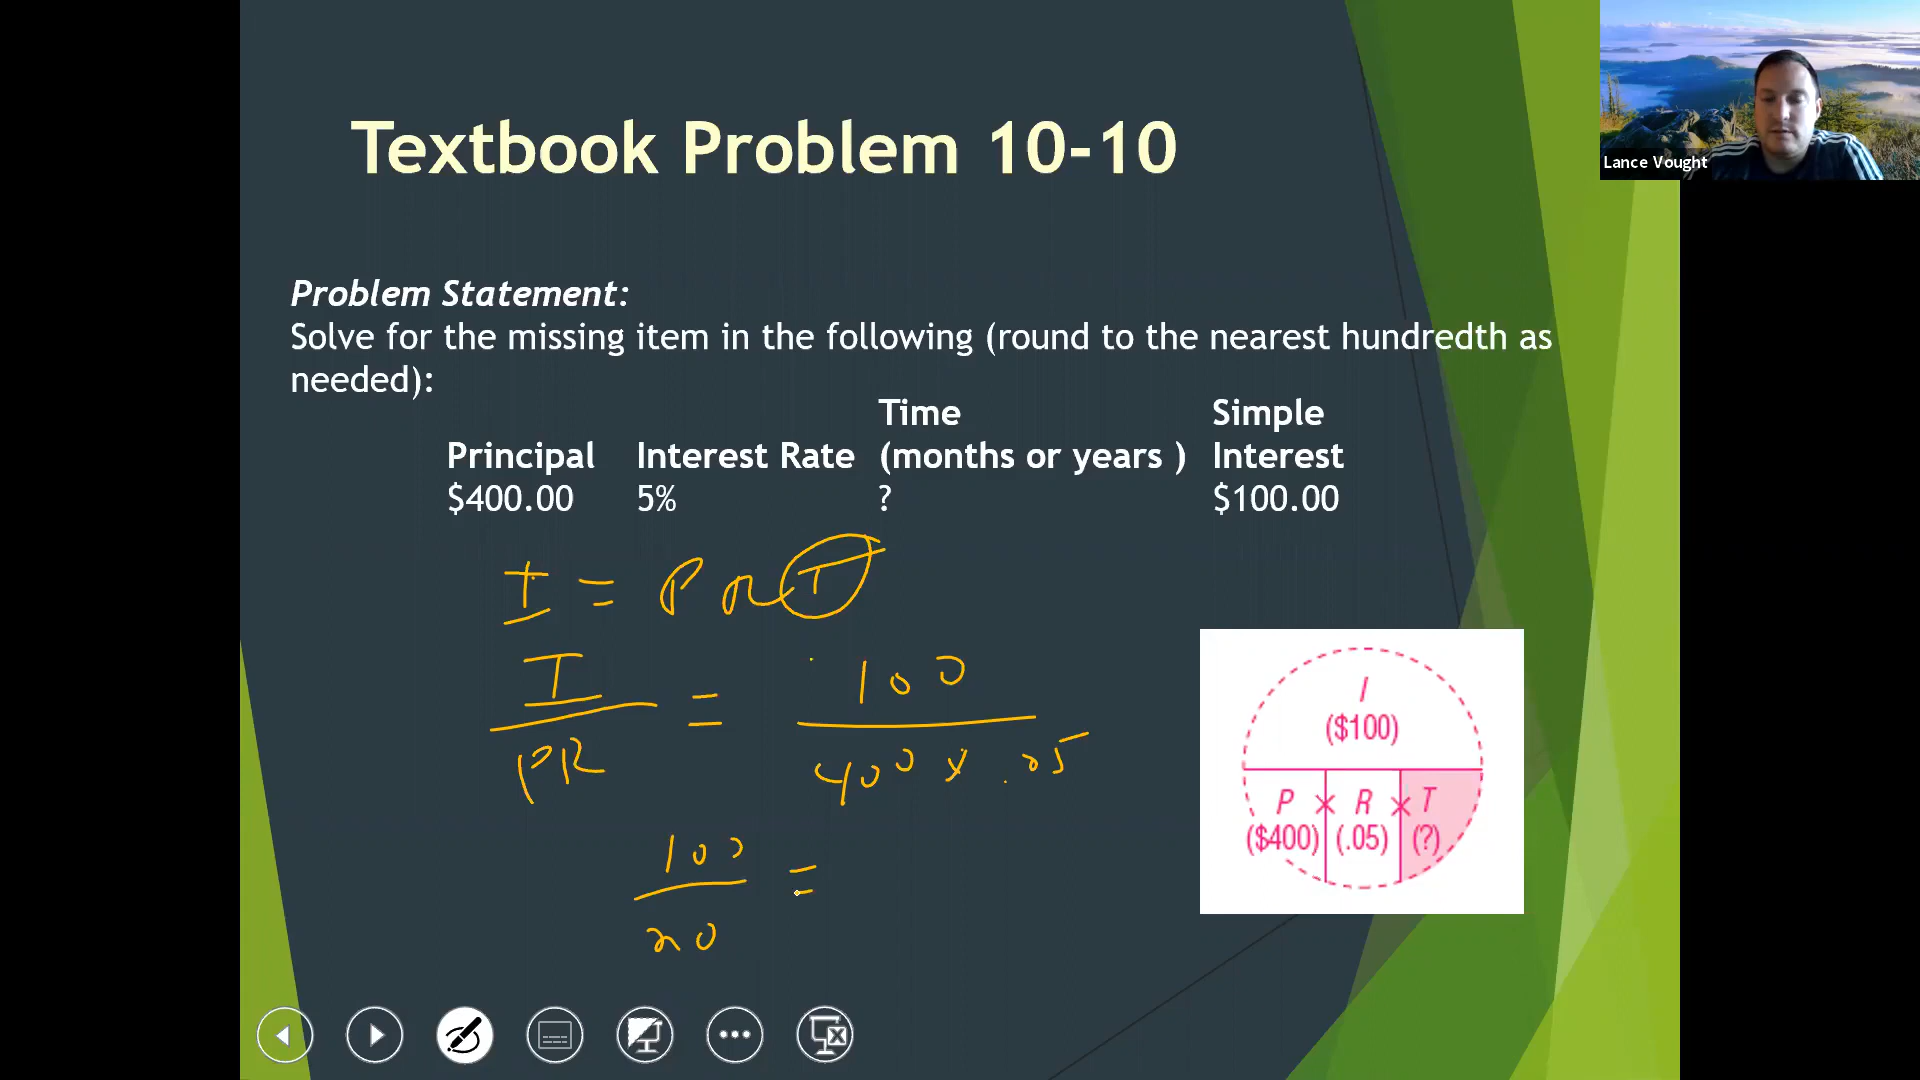 Textbook Problem 10-10
Lance Vought
Problem Statement:
Solve for the missing item in the following (round to the nearest hundredth as
needed):
Time Simple
Principal Interest Rate (months or years ) Interest
$400.00 5% ? $100.00
I = P R T
I
PR
=
100
400 x .05
100
20
=
I
($100)
P × R × T
($400) (.05) (?)